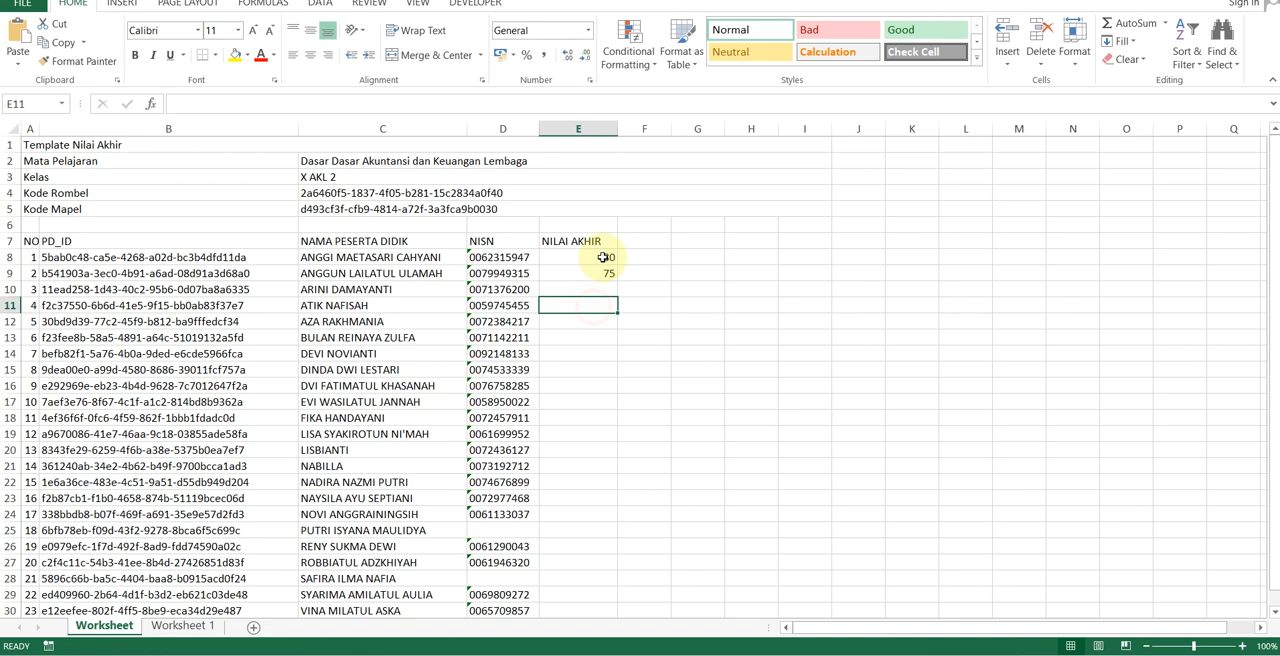 FILE HOME INSERT PAGE LAYOUT FORMULAS DATA REVIEW VIEW DEVELOPER Sign in
Paste Cut Copy Format Painter Clipboard
Calibri 11 B I U A Font
Wrap Text Merge & Center Alignment
General % Number
Conditional Formatting Format as Table
Normal Bad Good
Neutral Calculation Check Cell
Styles
Insert Delete Format Cells
AutoSum Fill Clear Sort & Filter Find & Select Editing
E11 fx
A B C D E F G H I J K L M N O P Q
1 Template Nilai Akhir
2 Mata Pelajaran Dasar Dasar Akuntansi dan Keuangan Lembaga
3 Kelas X AKL 2
4 Kode Rombel 2a6460f5-1837-4f05-b281-15c2834a0f40
5 Kode Mapel d493cf3f-cfb9-4814-a72f-3a3fca9b0030
6
7 NO PD_ID NAMA PESERTA DIDIK NISN NILAI AKHIR
8 1 5bab0c48-ca5e-4268-a02d-bc3b4dfd11da ANGGI MAETASARI CAHYANI 0062315947
9 2 b541903a-3ec0-4b91-a6ad-08d91a3d68a0 ANGGUN LAILATUL ULAMAH 0079949315 75
10 3 11ead258-1d43-40c2-95b6-0d07ba8a6335 ARINI DAMAYANTI 0071376200
11 4 f2c37550-6b6d-41e5-9f15-bb0ab83f37e7 ATIK NAFISAH 0059745455
12 5 30bd9d39-77c2-45f9-b812-ba9fffedcf34 AZA RAKHMANIA 0072384217
13 6 f23fee8b-58a5-4891-a64c-51019132a5fd BULAN REINAYA ZULFA 0071142211
14 7 befb82f1-5a76-4b0a-9ded-e6cde5966fca DEVI NOVIANTI 0092148133
15 8 9dea00e0-a99d-4580-8686-39011fcf757a DINDA DWI LESTARI 0074533339
16 9 e292969e-eb23-4b4d-9628-7c7012647f2a DVI FATIMATUL KHASANAH 0076758285
17 10 7aef3e76-8f67-4c1f-a1c2-814bd8b9362a EVI WASILATUL JANNAH 0058950022
18 11 4ef36f6f-0fc6-4f59-862f-1bbb1fdadc0d FIKA HANDAYANI 0072457911
19 12 a9670086-41e7-46aa-9c18-03855ade58fa LISA SYAKIROTUN NI'MAH 0061699952
20 13 8343fe29-6259-4f6b-a38e-5375b0ea7ef7 LISBIANTI 0072436127
21 14 361240ab-34e2-4b62-b49f-9700bcca1ad3 NABILLA 0073192712
22 15 1e6a36ce-483e-4c51-9a51-d55db949d204 NADIRA NAZMI PUTRI 0074676899
23 16 f2b87cb1-f1b0-4658-874b-51119bcec06d NAYSILA AYU SEPTIANI 0072977468
24 17 338bbdb8-b07f-469f-a691-35e9e57d2fd3 NOVI ANGGRAININGSIH 0061133037
25 18 6bfb78eb-f09d-43f2-9278-8bca6f5c699c PUTRI ISYANA MAULIDYA
26 19 e0979efc-1f7d-492f-8ad9-fdd74590a02c RENY SUKMA DEWI 0061290043
27 20 c2f4c11c-54b3-41ee-8b4d-27426851d83f ROBBIATUL ADZKHIYAH 0061946320
28 21 5896c66b-ba5c-4404-baa8-b0915acd0f24 SAFIRA ILMA NAFIA
29 22 ed409960-2b64-4d1f-b3d2-eb621c03de48 SYARIMA AMILATUL AULIA 0069809272
30 23 e12eefee-802f-4ff5-8be9-eca34d29e487 VINA MILATUL ASKA 0065709857
Worksheet Worksheet 1
READY 100%